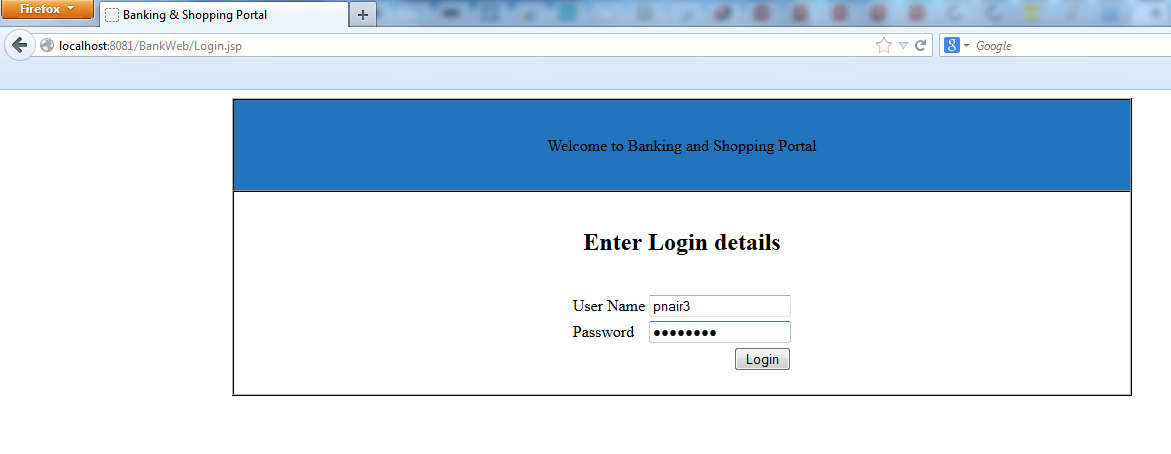 Firefox
Banking & Shopping Portal
localhost:8081/BankWeb/Login.jsp
Google
Welcome to Banking and Shopping Portal
Enter Login details
User Name pnair3
Password ●●●●●●●●
Login